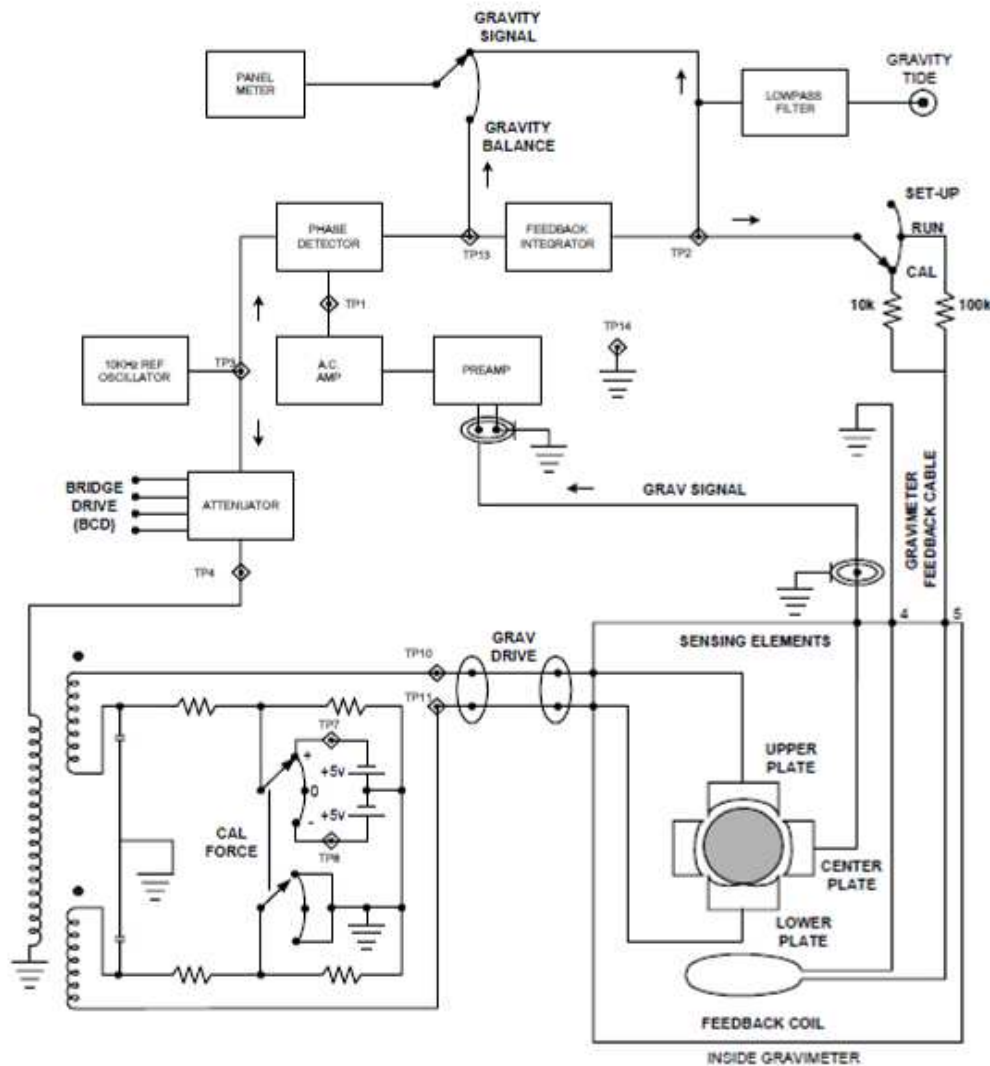 GRAVITY
SIGNAL
GRAVITY
TIDE
PANEL
METER
LOWPASS
FILTER
GRAVITY
BALANCE
SET-UP
PHASE
DETECTOR
FEEDBACK
INTEGRATOR
RUN
TP13
TP2
CAL
TP1
10k
100k
TP14
10KHz REF
OSCILLATOR
TP3
A.C.
AMP
PREAMP
BRIDGE
DRIVE
(BCD)
ATTENUATOR
GRAV SIGNAL
GRAVIMETER
FEEDBACK CABLE
TP4
4
5
SENSING ELEMENTS
GRAV
DRIVE
TP10
TP11
TP7
+
+5v
0
+5v
-
TP8
CAL
FORCE
UPPER
PLATE
CENTER
PLATE
LOWER
PLATE
FEEDBACK COIL
INSIDE GRAVIMETER